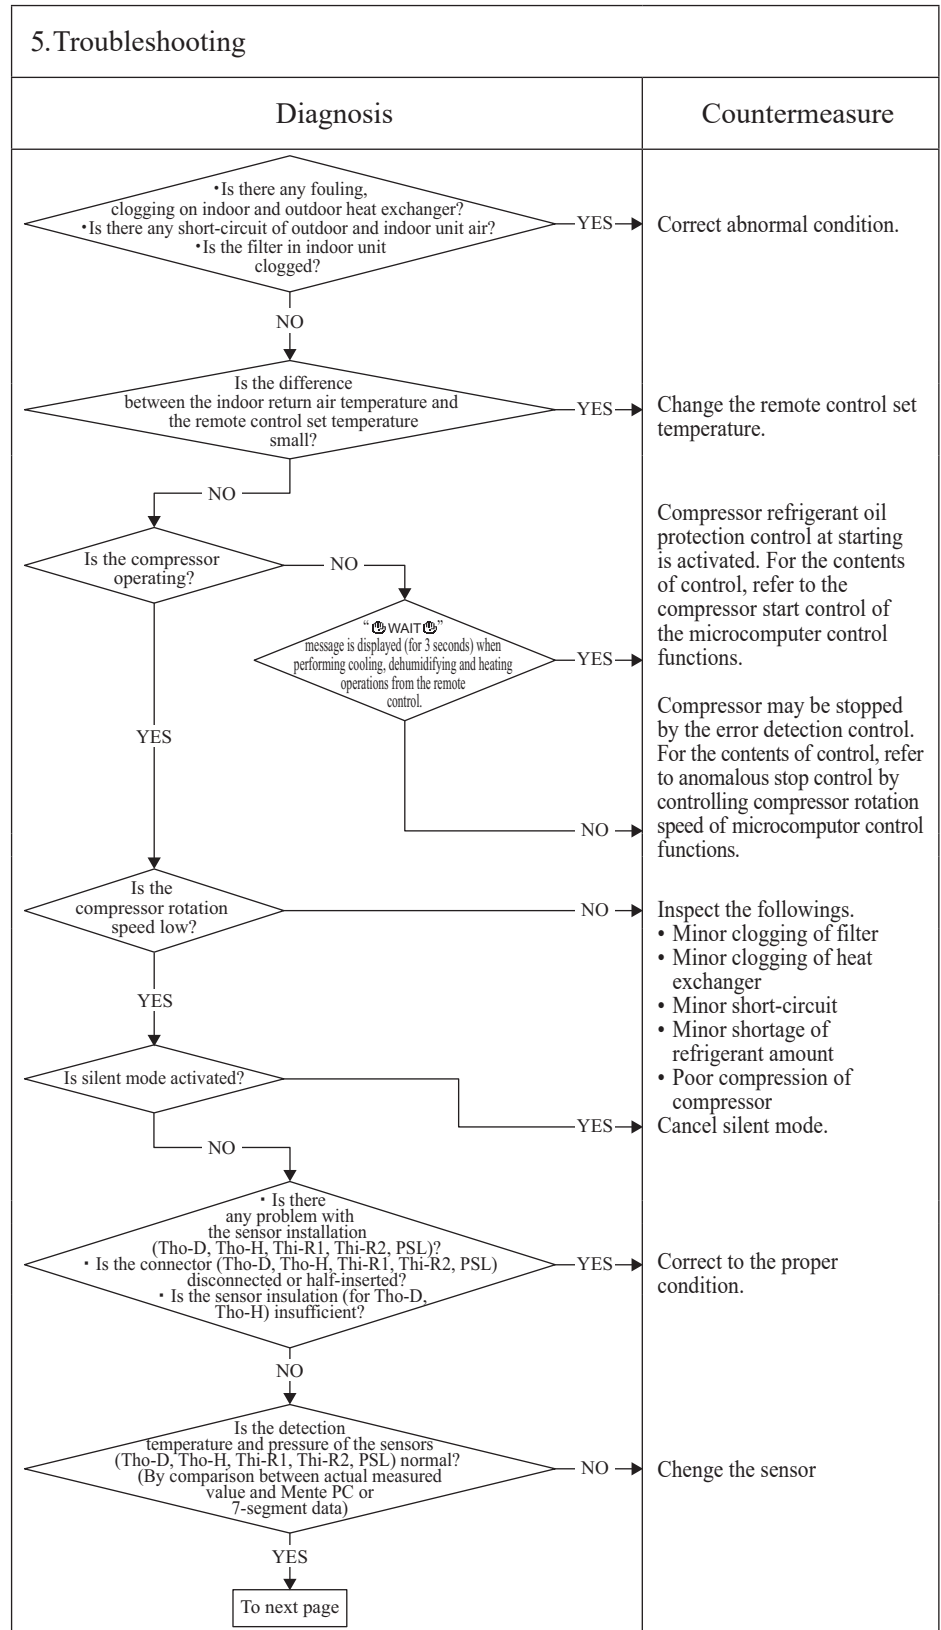 5.Troubleshooting
Diagnosis
Countermeasure
・Is there any fouling,
clogging on indoor and outdoor heat exchanger?
・Is there any short-circuit of outdoor and indoor unit air?
・Is the filter in indoor unit
clogged?
YES
Correct abnormal condition.
NO
Is the difference
between the indoor return air temperature and
the remote control set temperature
small?
YES
Change the remote control set
temperature.
NO
Is the compressor
operating?
NO
“WAIT”
message is displayed (for 3 seconds) when
performing cooling, dehumidifying and heating
operations from the remote
control.
YES
Compressor refrigerant oil
protection control at starting
is activated. For the contents
of control, refer to the
compressor start control of
the microcomputer control
functions.
YES
NO
Compressor may be stopped
by the error detection control.
For the contents of control, refer
to anomalous stop control by
controlling compressor rotation
speed of microcomputor control
functions.
Is the
compressor rotation
speed low?
NO
Inspect the followings.
• Minor clogging of filter
• Minor clogging of heat
exchanger
• Minor short-circuit
• Minor shortage of
refrigerant amount
• Poor compression of
compressor
YES
Is silent mode activated?
YES
Cancel silent mode.
NO
・Is there
any problem with
the sensor installation
(Tho-D, Tho-H, Thi-R1, Thi-R2, PSL)?
・Is the connector (Tho-D, Tho-H, Thi-R1, Thi-R2, PSL)
disconnected or half-inserted?
・Is the sensor insulation (for Tho-D,
Tho-H) insufficient?
YES
Correct to the proper
condition.
NO
Is the detection
temperature and pressure of the sensors
(Tho-D, Tho-H, Thi-R1, Thi-R2, PSL) normal?
(By comparison between actual measured
value and Mente PC or
7-segment data)
NO
Chenge the sensor
YES
To next page